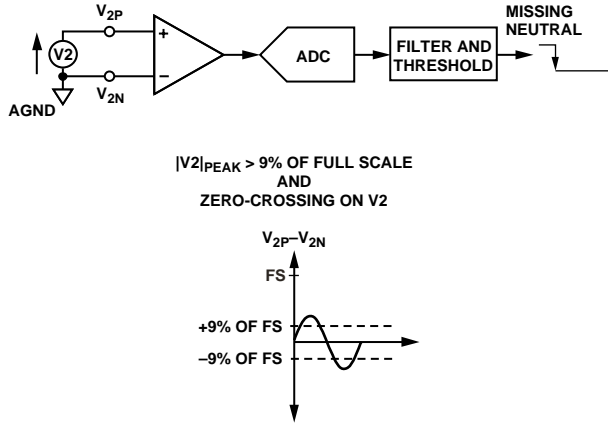 V2P
V2
V2N
AGND
+
–
ADC
FILTER AND
THRESHOLD
MISSING
NEUTRAL
|V2|PEAK > 9% OF FULL SCALE
AND
ZERO-CROSSING ON V2
V2P–V2N
FS
+9% OF FS
–9% OF FS